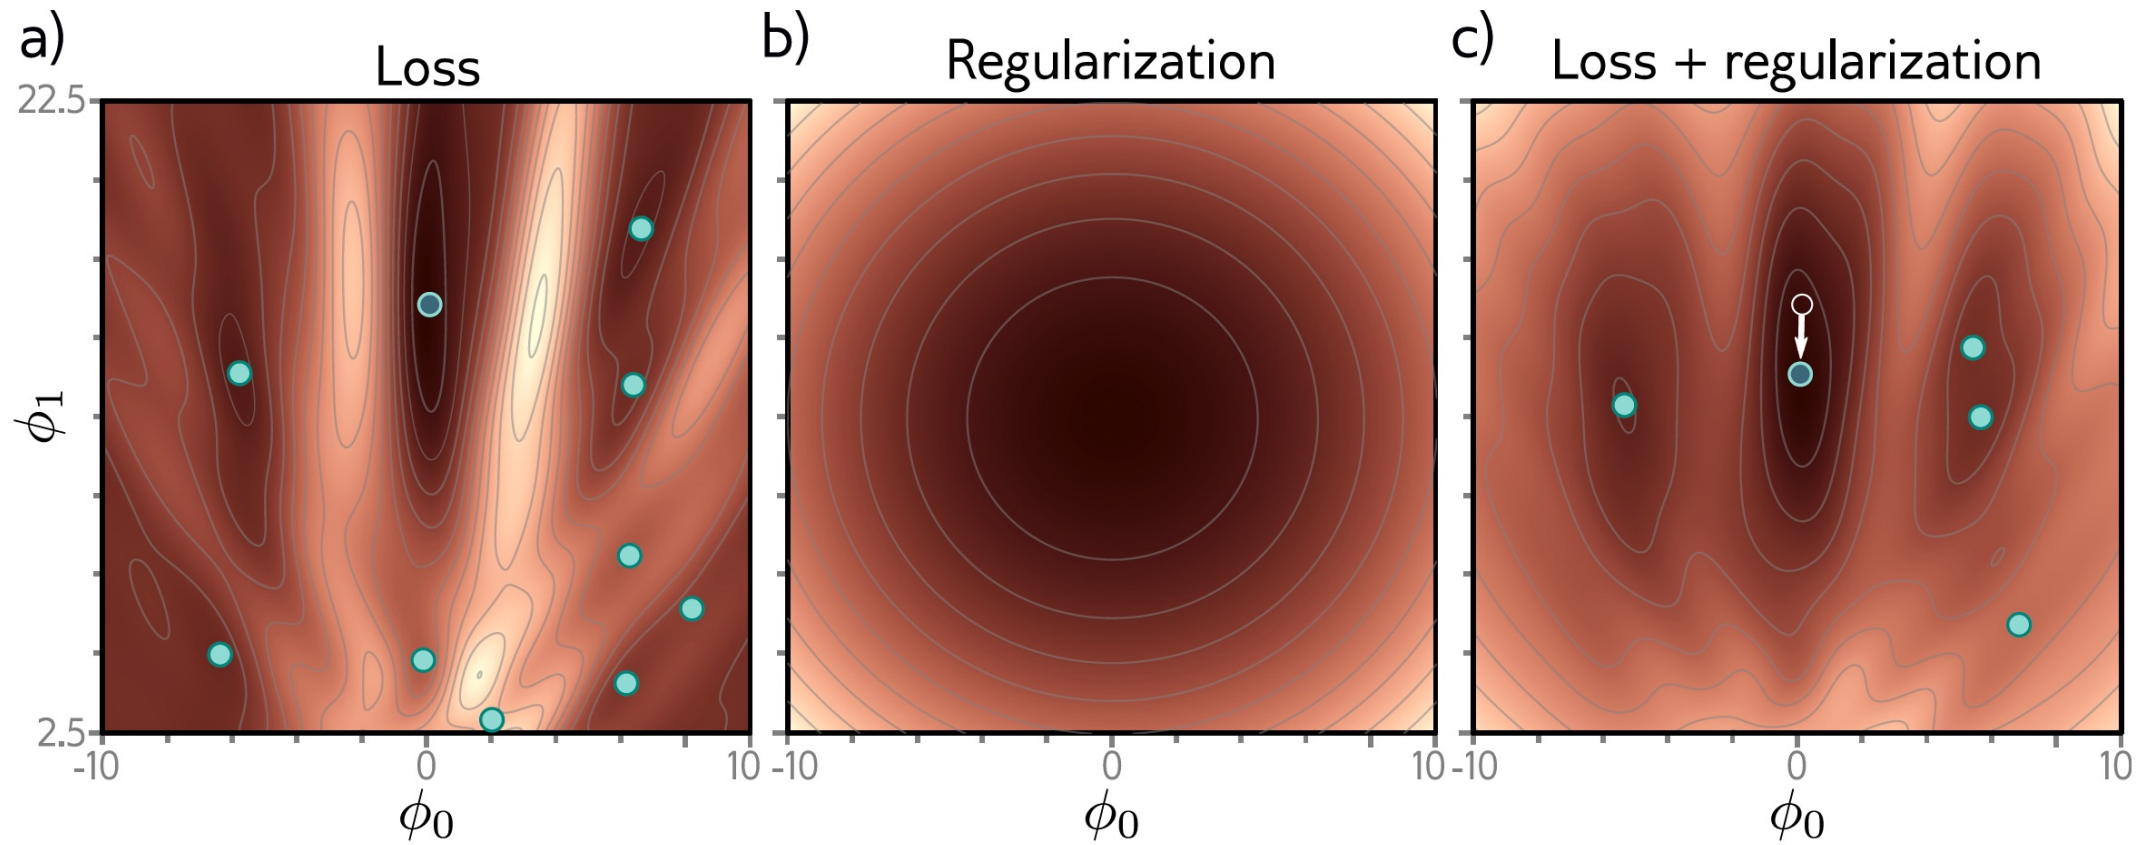 a)
Loss
b)
Regularization
c)
Loss + regularization
22.5
ϕ1
2.5
-10 0 10
-10 0 10
-10 0 10
ϕ0
ϕ0
ϕ0